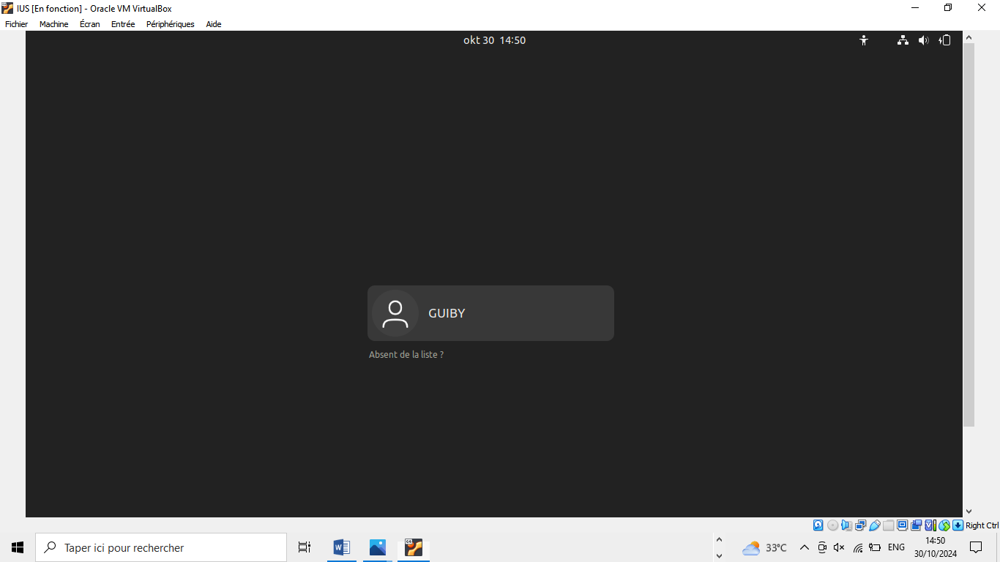 IUS [En fonction] - Oracle VM VirtualBox
Fichier Machine Écran Entrée Périphériques Aide
okt 30 14:50
GUIBY
Absent de la liste ?
Right Ctrl
Taper ici pour rechercher
33°C
ENG
14:50
30/10/2024